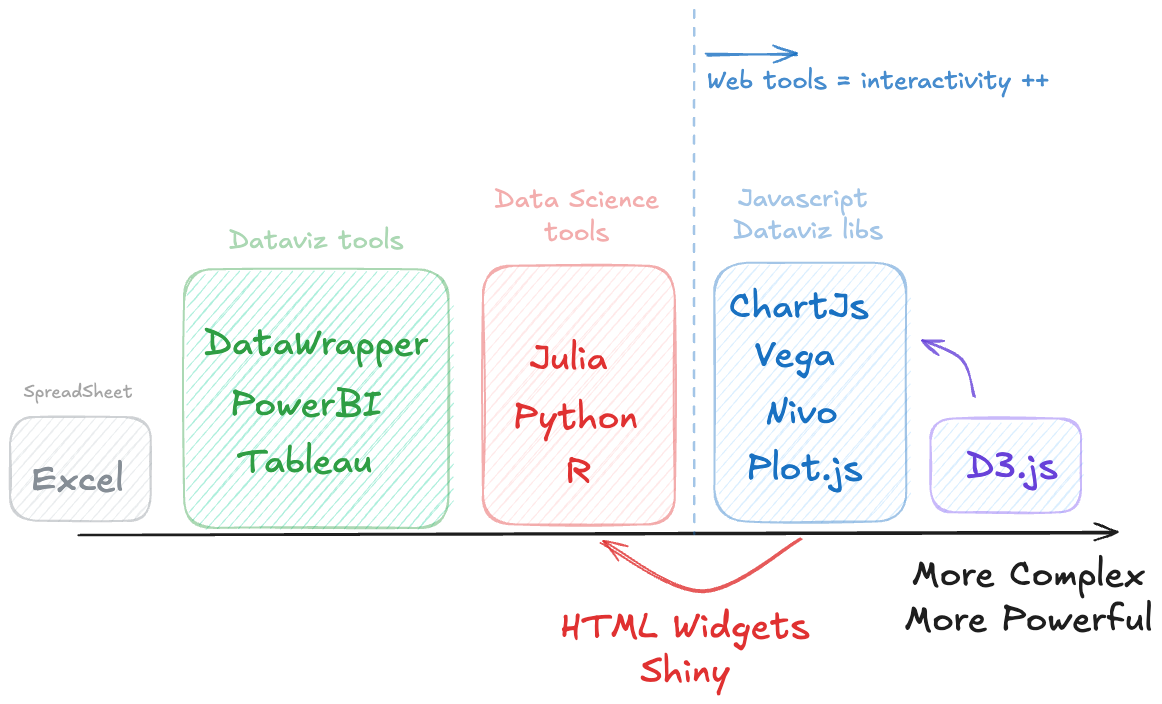 Web tools = interactivity ++
Data Science
tools
Javascript
Dataviz libs
Dataviz tools
ChartJs
DataWrapper
Julia
Vega
SpreadSheet
PowerBI
Python
Nivo
Excel
Tableau
R
Plot.js
D3.js
More Complex
More Powerful
HTML Widgets
Shiny